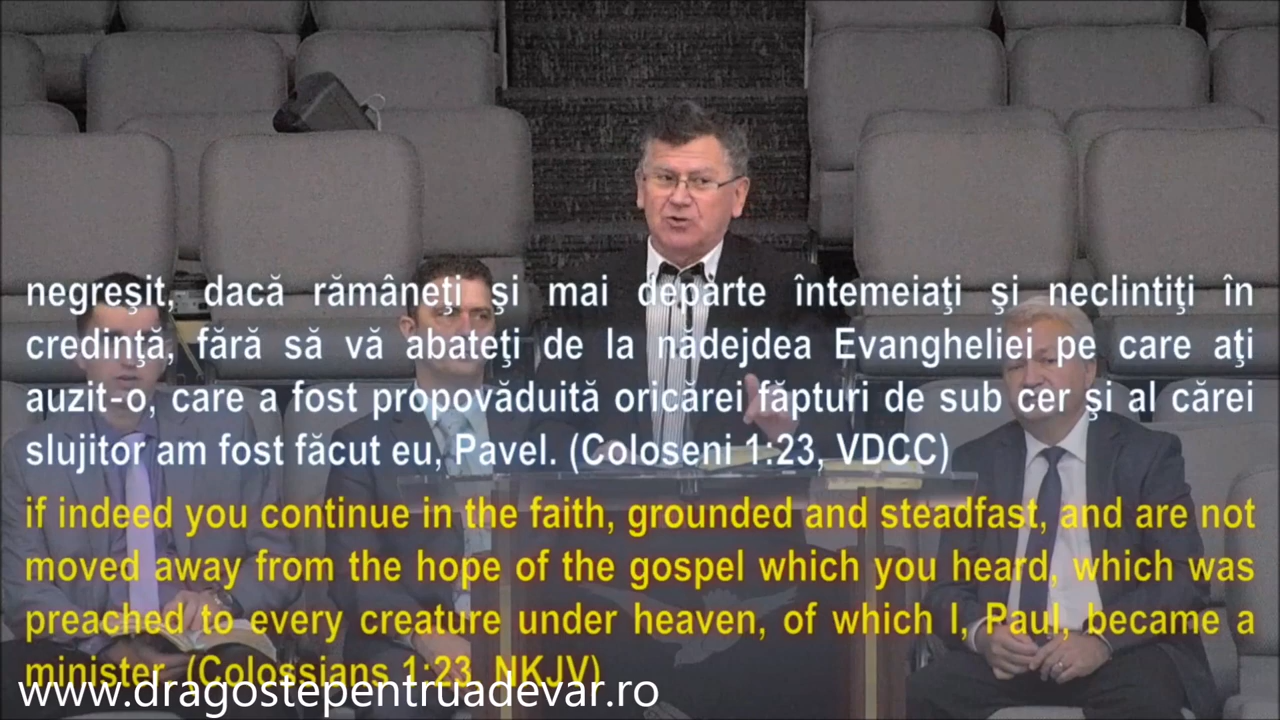 negreşit, dacă rămâneţi şi mai departe întemeiaţi şi neclintiţi în
credinţă, fără să vă abateţi de la nădejdea Evangheliei pe care aţi
auzit-o, care a fost propovăduită oricărei făpturi de sub cer şi al cărei
slujitor am fost făcut eu, Pavel. (Coloseni 1:23, VDCC)
if indeed you continue in the faith, grounded and steadfast, and are not
moved away from the hope of the gospel which you heard, which was
preached to every creature under heaven, of which I, Paul, became a
minister. (Colossians 1:23, NKJV)
www.dragostepentruadevar.ro